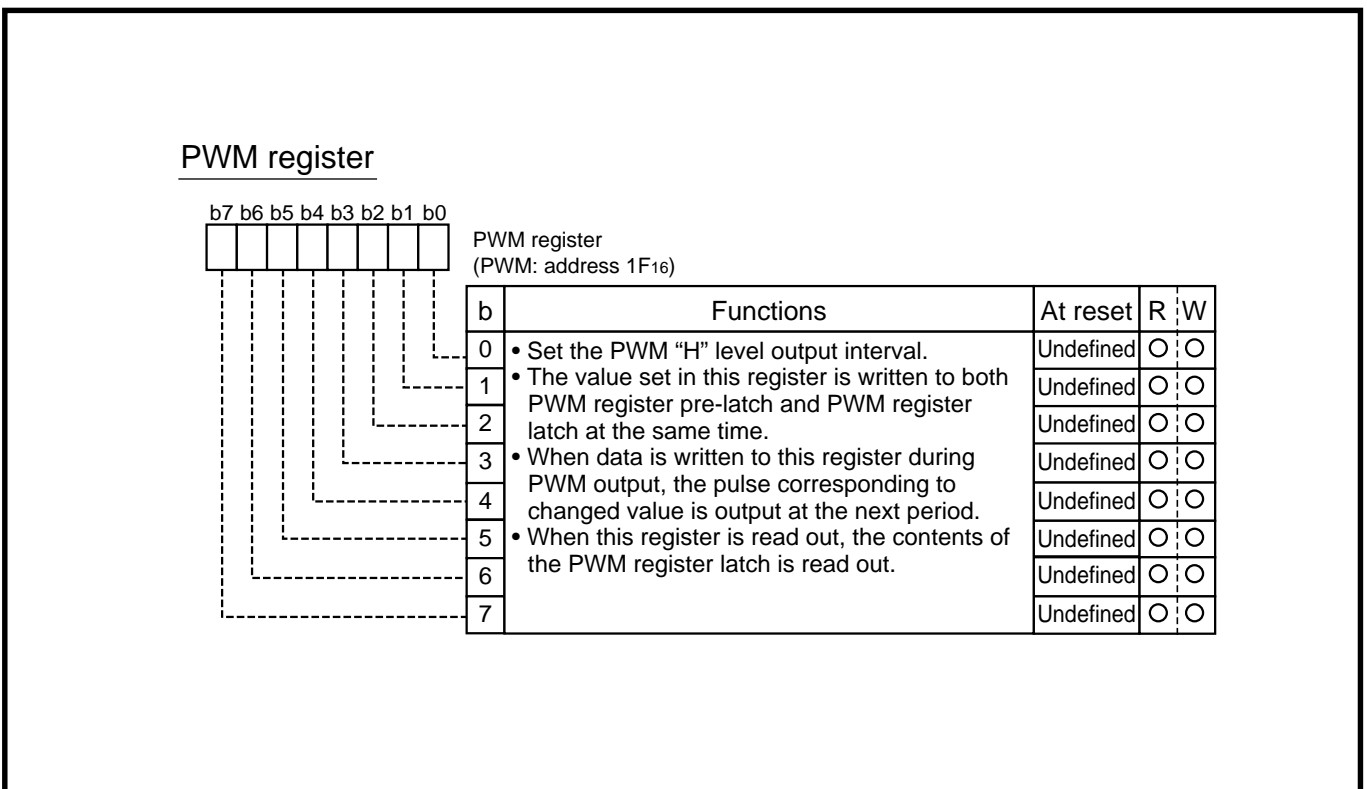 PWM register
b7 b6 b5 b4 b3 b2 b1 b0
PWM register
(PWM: address 1F16)
b Functions At reset R W
0 • Set the PWM “H” level output interval. Undefined O O
1 • The value set in this register is written to both Undefined O O
PWM register pre-latch and PWM register
2 latch at the same time. Undefined O O
3 • When data is written to this register during Undefined O O
PWM output, the pulse corresponding to
4 changed value is output at the next period. Undefined O O
5 • When this register is read out, the contents of Undefined O O
6 the PWM register latch is read out. Undefined O O
7 Undefined O O